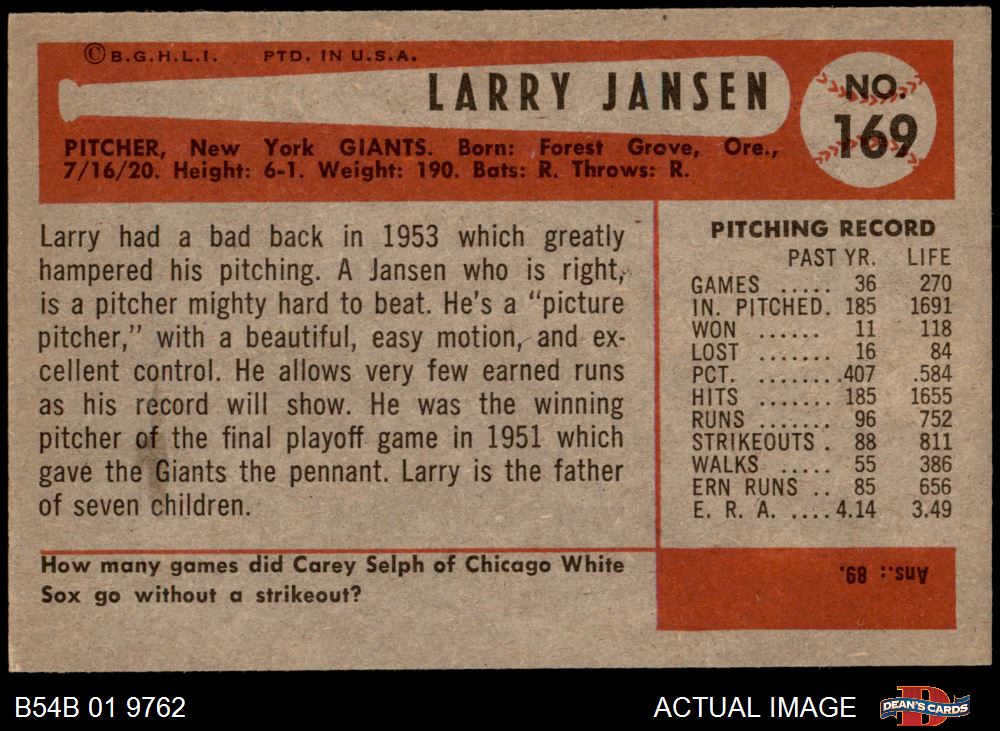 © B.G.H.L.I. PTD. IN U.S.A.
LARRY JANSEN
NO.
169
PITCHER, New York GIANTS. Born: Forest Grove, Ore.,
7/16/20. Height: 6-1. Weight: 190. Bats: R. Throws: R.
Larry had a bad back in 1953 which greatly
hampered his pitching. A Jansen who is right,
is a pitcher mighty hard to beat. He's a "picture
pitcher," with a beautiful, easy motion, and ex-
cellent control. He allows very few earned runs
as his record will show. He was the winning
pitcher of the final playoff game in 1951 which
gave the Giants the pennant. Larry is the father
of seven children.
PITCHING RECORD
PAST YR. LIFE
GAMES ..... 36 270
IN. PITCHED. 185 1691
WON ...... 11 118
LOST ...... 16 84
PCT. ........407 .584
HITS ....... 185 1655
RUNS ....... 96 752
STRIKEOUTS . 88 811
WALKS ..... 55 386
ERN RUNS .. 85 656
E. R. A. ....4.14 3.49
How many games did Carey Selph of Chicago White
Sox go without a strikeout?
Ans.: 89.
B54B 01 9762
ACTUAL IMAGE
D
DEAN'S CARDS